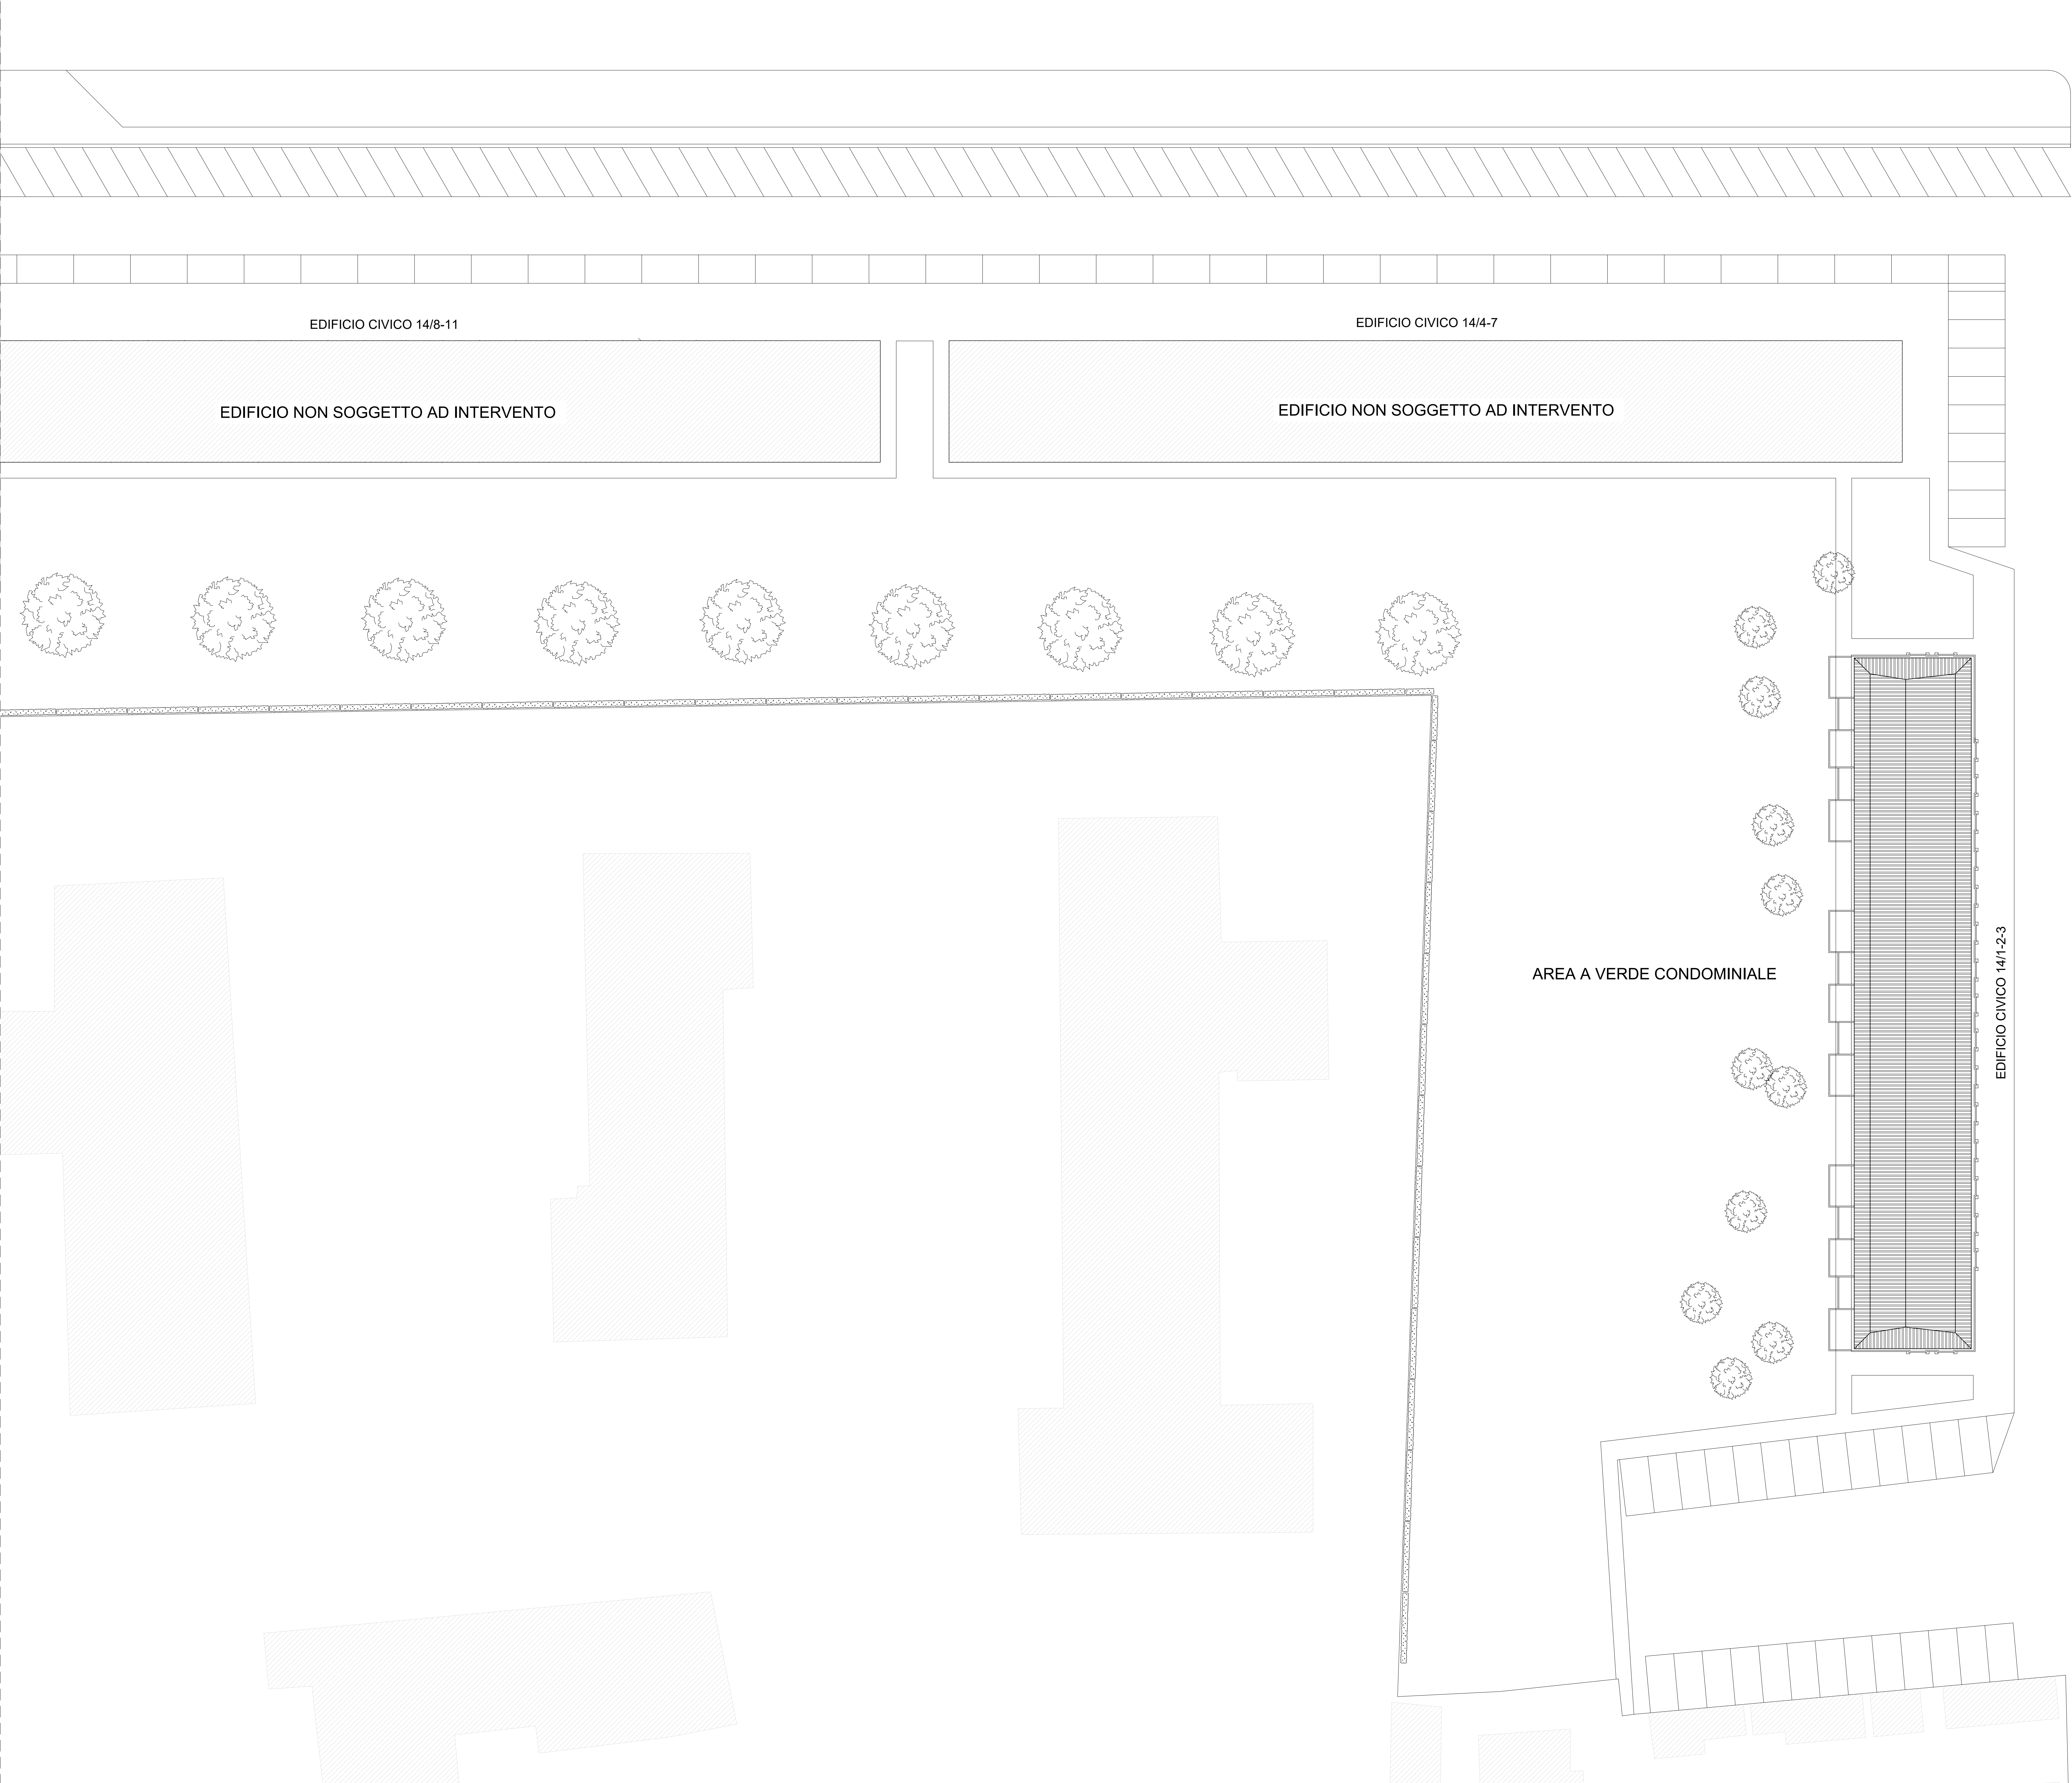 EDIFICIO CIVICO 14/8-11
EDIFICIO CIVICO 14/4-7
EDIFICIO NON SOGGETTO AD INTERVENTO
EDIFICIO NON SOGGETTO AD INTERVENTO
AREA A VERDE CONDOMINIALE
EDIFICIO CIVICO 14/1-2-3